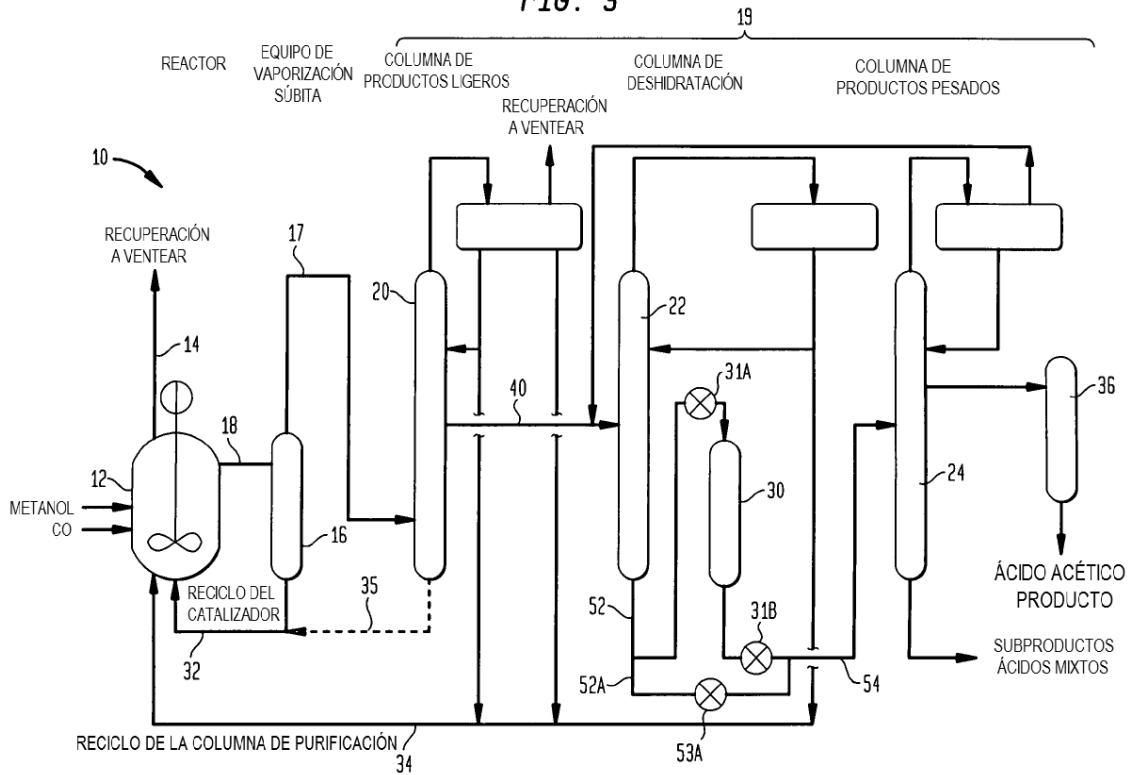 FIG. 3
19
REACTOR
EQUIPO DE
VAPORIZACIÓN
SÚBITA
COLUMNA DE
PRODUCTOS LIGEROS
COLUMNA DE
DESHIDRATACIÓN
COLUMNA DE
PRODUCTOS PESADOS
RECUPERACIÓN
A VENTEAR
10
RECUPERACIÓN
A VENTEAR
17
20
22
14
31A
36
40
18
12
30
24
METANOL
CO
16
ÁCIDO ACÉTICO
PRODUCTO
RECICLO DEL
CATALIZADOR
35
52
31B
32
52A
54
SUBPRODUCTOS
ÁCIDOS MIXTOS
53A
RECICLO DE LA COLUMNA DE PURIFICACIÓN
34